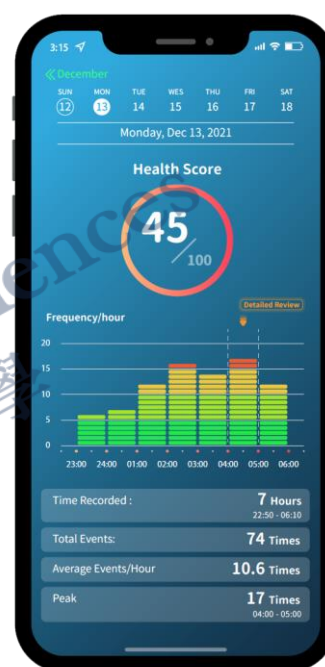 3:15
December
SUN MON TUE WES THU FRI SAT
12 13 14 15 16 17 18
Monday, Dec 13, 2021
Health Score
45
/ 100
Detailed Review
Frequency/hour
20
15
10
5
0
23:00 24:00 01:00 02:00 03:00 04:00 05:00 06:00
Time Recorded : 7 Hours
22:50 - 06:10
Total Events: 74 Times
Average Events/Hour 10.6 Times
Peak 17 Times
04:00 - 05:00
iences
學